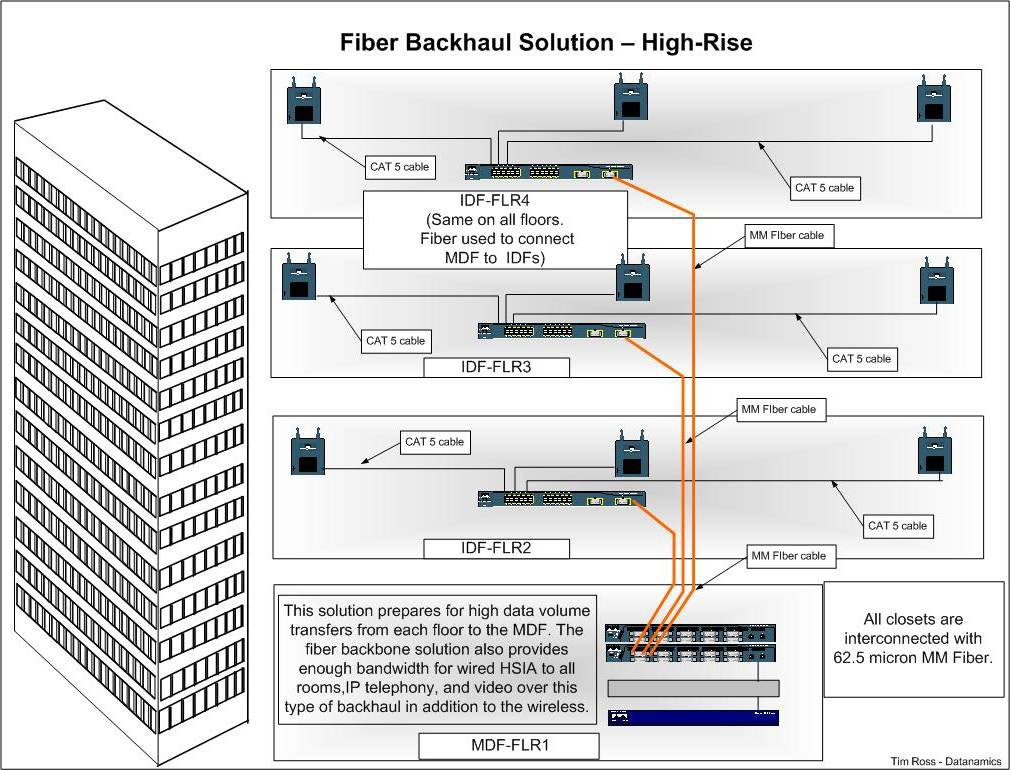 Fiber Backhaul Solution – High-Rise
CAT 5 cable
CAT 5 cable
IDF-FLR4
(Same on all floors.
Fiber used to connect
MDF to IDFs)
MM FIber cable
CAT 5 cable
CAT 5 cable
IDF-FLR3
MM FIber cable
CAT 5 cable
CAT 5 cable
IDF-FLR2
MM FIber cable
This solution prepares for high data volume
transfers from each floor to the MDF. The
fiber backbone solution also provides
enough bandwidth for wired HSIA to all
rooms,IP telephony, and video over this
type of backhaul in addition to the wireless.
All closets are
interconnected with
62.5 micron MM Fiber.
MDF-FLR1
Tim Ross - Datanamics